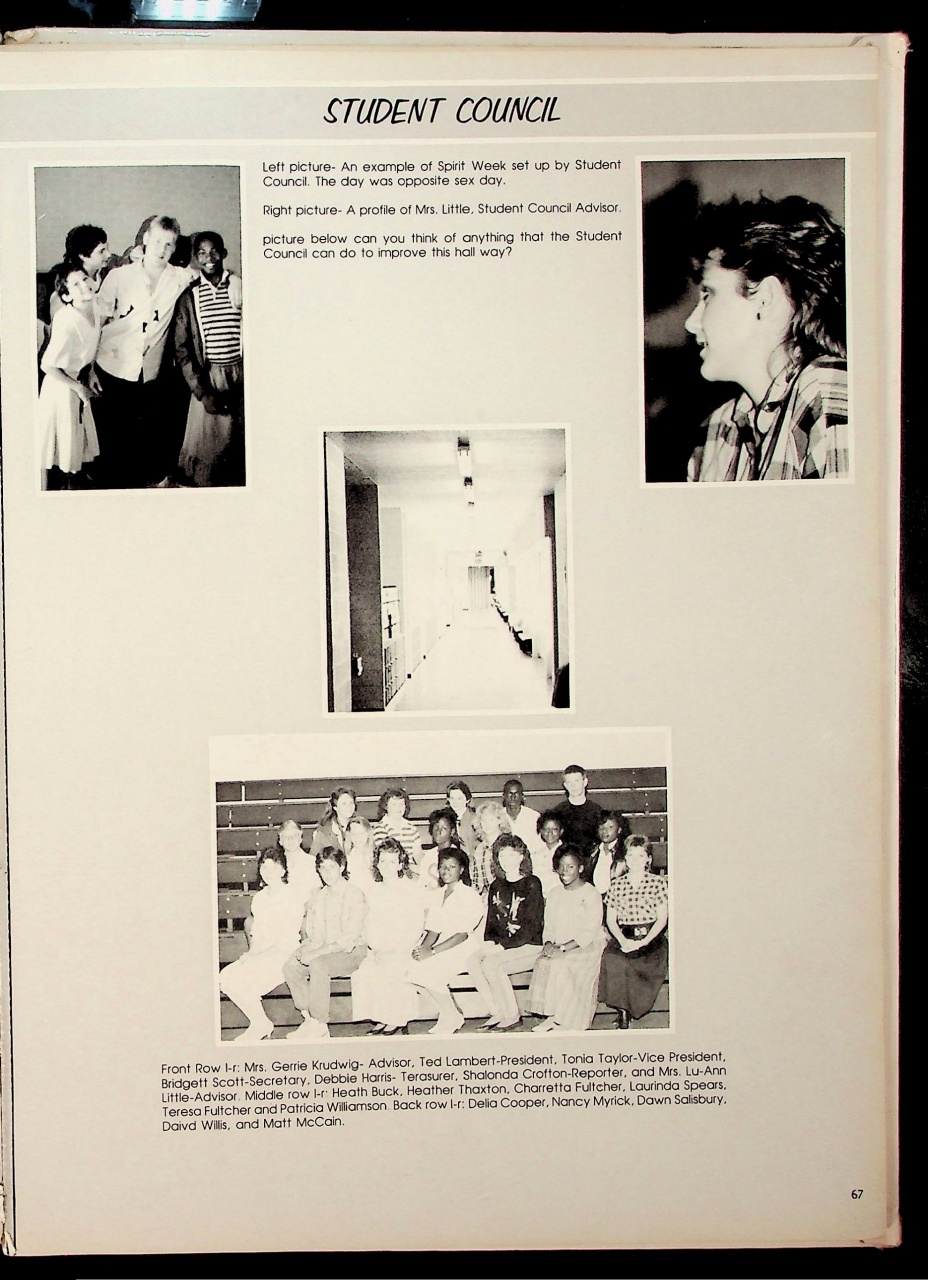 STUDENT COUNCIL
Left picture- An example of Spirit Week set up by Student
Council. The day was opposite sex day.
Right picture- A profile of Mrs. Little, Student Council Advisor.
picture below can you think of anything that the Student
Council can do to improve this hall way?
Front Row l-r: Mrs. Gerrie Krudwig- Advisor, Ted Lambert-President, Tonia Taylor-Vice President,
Bridgett Scott-Secretary, Debbie Harris- Terasurer, Shalonda Crofton-Reporter, and Mrs. Lu-Ann
Little-Advisor. Middle row l-r: Heath Buck, Heather Thaxton, Charretta Fultcher, Laurinda Spears,
Teresa Fultcher and Patricia Williamson. Back row l-r: Delia Cooper, Nancy Myrick, Dawn Salisbury,
Daivd Willis, and Matt McCain.
67